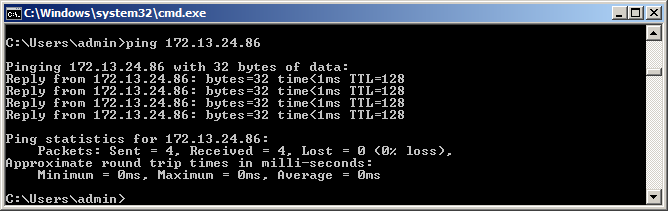 C:\Windows\system32\cmd.exe
C:\Users\admin>ping 172.13.24.86
Pinging 172.13.24.86 with 32 bytes of data:
Reply from 172.13.24.86: bytes=32 time<1ms TTL=128
Reply from 172.13.24.86: bytes=32 time<1ms TTL=128
Reply from 172.13.24.86: bytes=32 time<1ms TTL=128
Reply from 172.13.24.86: bytes=32 time<1ms TTL=128
Ping statistics for 172.13.24.86:
    Packets: Sent = 4, Received = 4, Lost = 0 (0% loss),
Approximate round trip times in milli-seconds:
    Minimum = 0ms, Maximum = 0ms, Average = 0ms
C:\Users\admin>